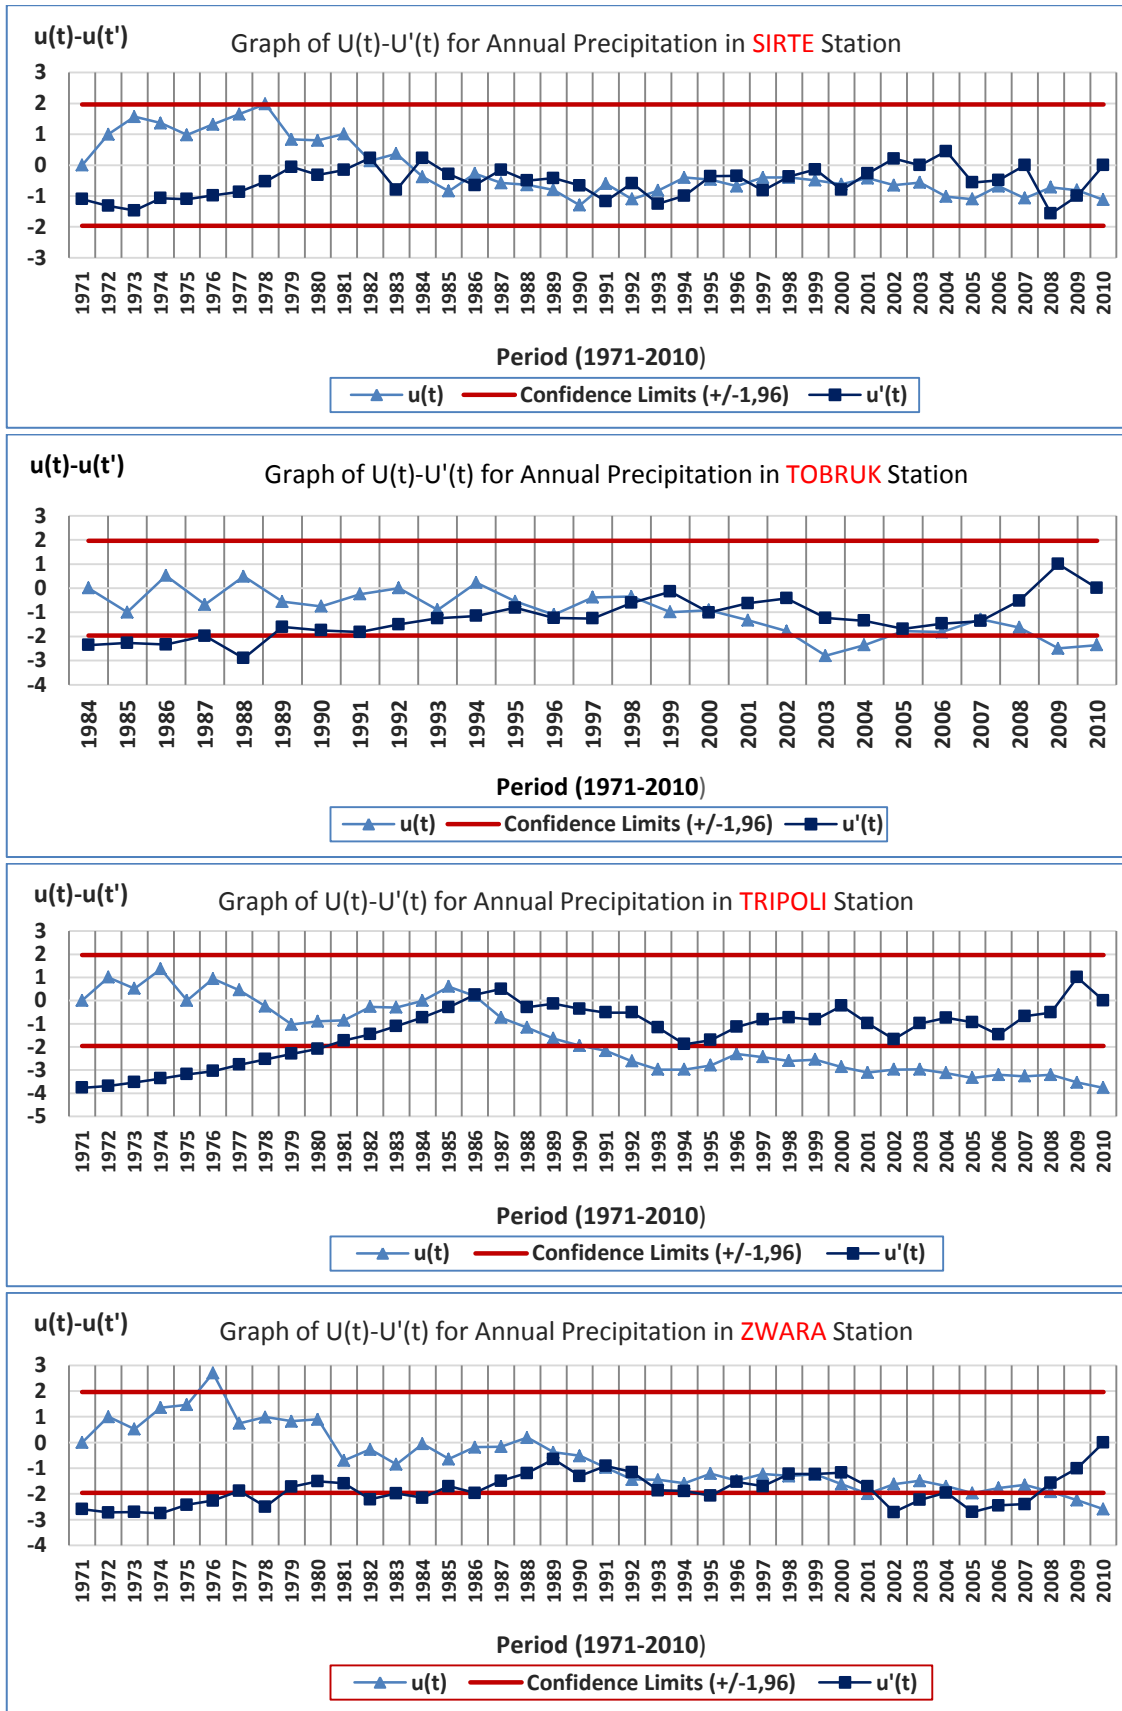 u(t)-u(t')
Graph of U(t)-U'(t) for Annual Precipitation in SIRTE Station
3
2
1
0
-1
-2
-3
1971 1972 1973 1974 1975 1976 1977 1978 1979 1980 1981 1982 1983 1984 1985 1986 1987 1988 1989 1990 1991 1992 1993 1994 1995 1996 1997 1998 1999 2000 2001 2002 2003 2004 2005 2006 2007 2008 2009 2010
Period (1971-2010)
u(t) Confidence Limits (+/-1,96) u'(t)
u(t)-u(t')
Graph of U(t)-U'(t) for Annual Precipitation in TOBRUK Station
3
2
1
0
-1
-2
-3
-4
1984 1985 1986 1987 1988 1989 1990 1991 1992 1993 1994 1995 1996 1997 1998 1999 2000 2001 2002 2003 2004 2005 2006 2007 2008 2009 2010
Period (1971-2010)
u(t) Confidence Limits (+/-1,96) u'(t)
u(t)-u(t')
Graph of U(t)-U'(t) for Annual Precipitation in TRIPOLI Station
3
2
1
0
-1
-2
-3
-4
-5
1971 1972 1973 1974 1975 1976 1977 1978 1979 1980 1981 1982 1983 1984 1985 1986 1987 1988 1989 1990 1991 1992 1993 1994 1995 1996 1997 1998 1999 2000 2001 2002 2003 2004 2005 2006 2007 2008 2009 2010
Period (1971-2010)
u(t) Confidence Limits (+/-1,96) u'(t)
u(t)-u(t')
Graph of U(t)-U'(t) for Annual Precipitation in ZWARA Station
3
2
1
0
-1
-2
-3
-4
1971 1972 1973 1974 1975 1976 1977 1978 1979 1980 1981 1982 1983 1984 1985 1986 1987 1988 1989 1990 1991 1992 1993 1994 1995 1996 1997 1998 1999 2000 2001 2002 2003 2004 2005 2006 2007 2008 2009 2010
Period (1971-2010)
u(t) Confidence Limits (+/-1,96) u'(t)